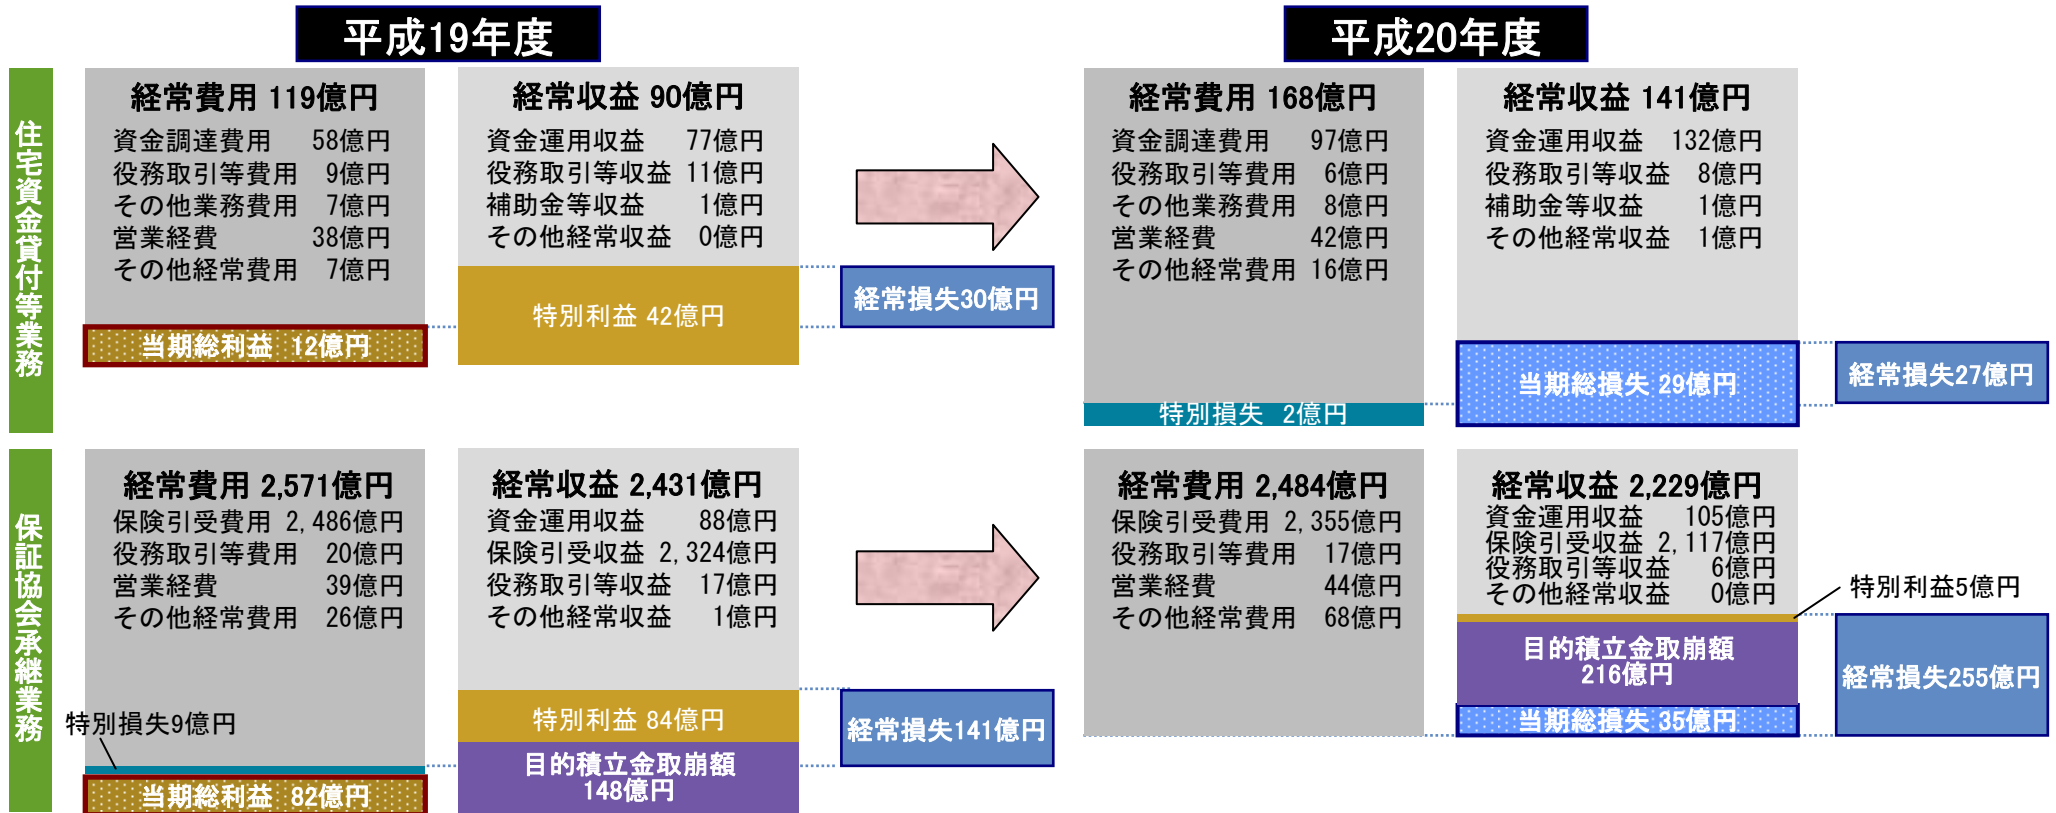 平成19年度
平成20年度
住宅資金貸付等業務
経常費用 119億円
資金調達費用 58億円
役務取引等費用 9億円
その他業務費用 7億円
営業経費 38億円
その他経常費用 7億円
当期総利益 12億円
経常収益 90億円
資金運用収益 77億円
役務取引等収益 11億円
補助金等収益 1億円
その他経常収益 0億円
特別利益 42億円
経常損失30億円
経常費用 168億円
資金調達費用 97億円
役務取引等費用 6億円
その他業務費用 8億円
営業経費 42億円
その他経常費用 16億円
特別損失 2億円
経常収益 141億円
資金運用収益 132億円
役務取引等収益 8億円
補助金等収益 1億円
その他経常収益 1億円
当期総損失 29億円
経常損失27億円
保証協会承継業務
経常費用 2,571億円
保険引受費用 2,486億円
役務取引等費用 20億円
営業経費 39億円
その他経常費用 26億円
特別損失9億円
当期総利益 82億円
経常収益 2,431億円
資金運用収益 88億円
保険引受収益 2,324億円
役務取引等収益 17億円
その他経常収益 1億円
特別利益 84億円
目的積立金取崩額
148億円
経常損失141億円
経常費用 2,484億円
保険引受費用 2,355億円
役務取引等費用 17億円
営業経費 44億円
その他経常費用 68億円
経常収益 2,229億円
資金運用収益 105億円
保険引受収益 2,117億円
役務取引等収益 6億円
その他経常収益 0億円
特別利益5億円
目的積立金取崩額
216億円
当期総損失 35億円
経常損失255億円